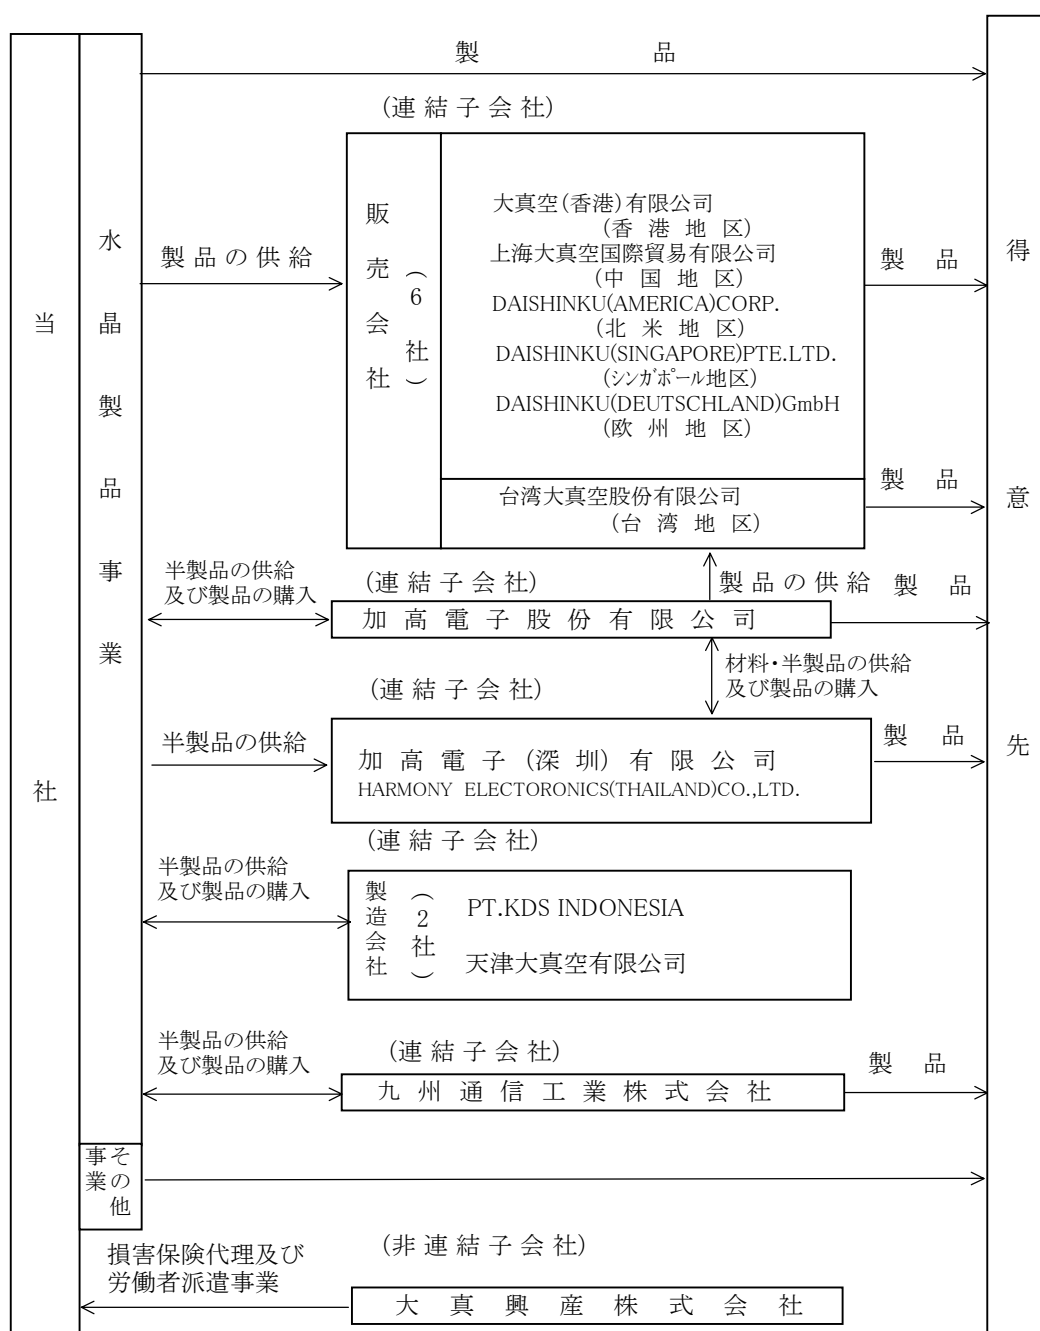 当社
水晶製品事業
製品
得意先
(連結子会社)
販売会社
(6社)
大真空(香港)有限公司
(香港地区)
上海大真空国際貿易有限公司
(中国地区)
DAISHINKU(AMERICA)CORP.
(北米地区)
DAISHINKU(SINGAPORE)PTE.LTD.
(シンガポール地区)
DAISHINKU(DEUTSCHLAND)GmbH
(欧州地区)
製品の供給
製品
台湾大真空股份有限公司
(台湾地区)
製品
半製品の供給
及び製品の購入
(連結子会社)
製品の供給
製品
加高電子股份有限公司
材料・半製品の供給
及び製品の購入
(連結子会社)
半製品の供給
加高電子(深圳)有限公司
HARMONY ELECTORONICS(THAILAND)CO.,LTD.
製品
(連結子会社)
半製品の供給
及び製品の購入
製造会社
(2社)
PT.KDS INDONESIA
天津大真空有限公司
半製品の供給
及び製品の購入
(連結子会社)
製品
九州通信工業株式会社
その他
事業
損害保険代理及び
労働者派遣事業
(非連結子会社)
大真興産株式会社